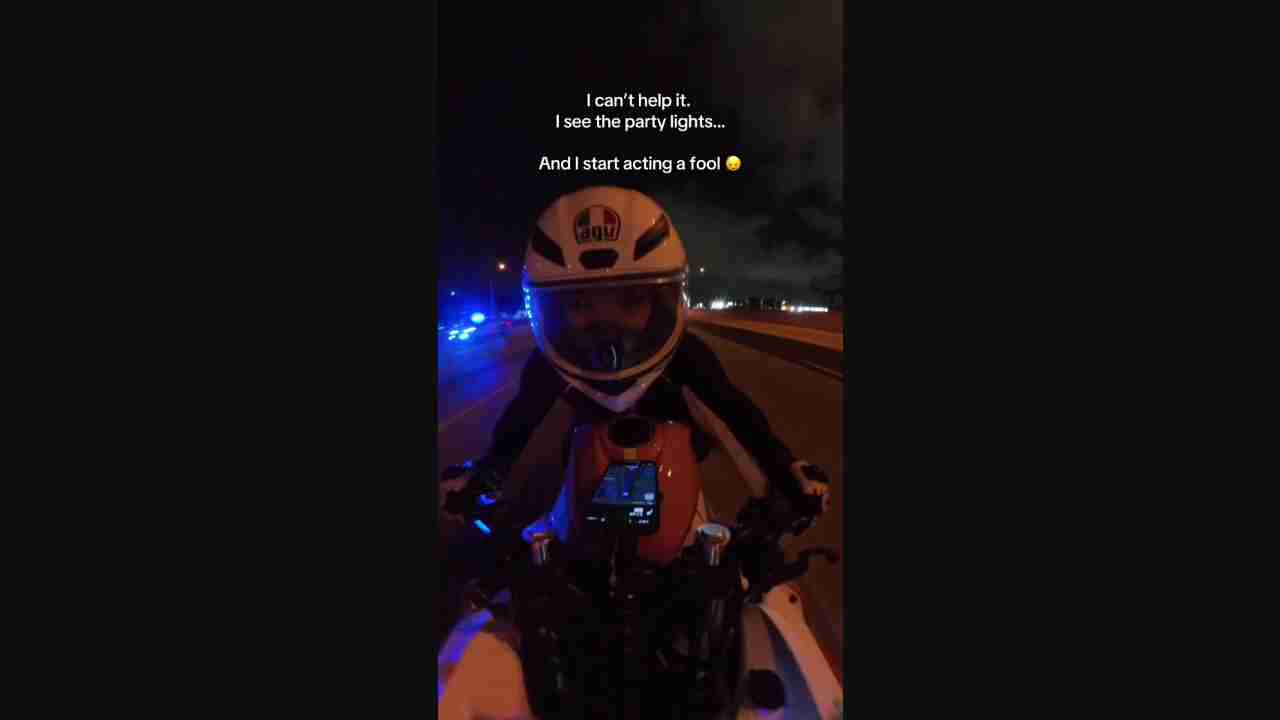 I can’t help it.
I see the party lights...
And I start acting a fool 😉
agv